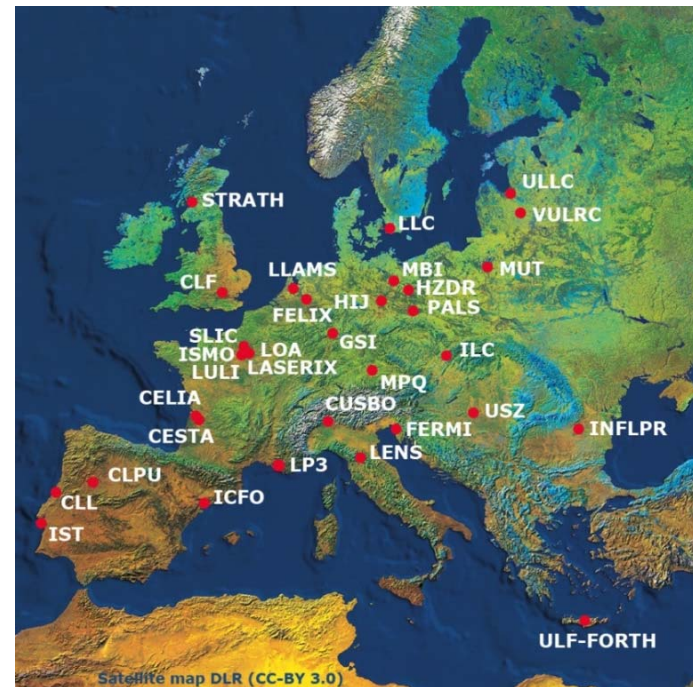 ULLC
STRATH
VULRC
LLC
LLAMS
MBI
MUT
CLF
HZDR
HIJ
PALS
FELIX
SLIC
GSI
ISMO
LOA
ILC
LULI
LASERIX
MPQ
CELIA
CUSBO
USZ
CESTA
FERMI
INFLPR
LENS
LP3
CLPU
CLL
ICFO
IST
ULF-FORTH
Satellite map DLR (CC-BY 3.0)